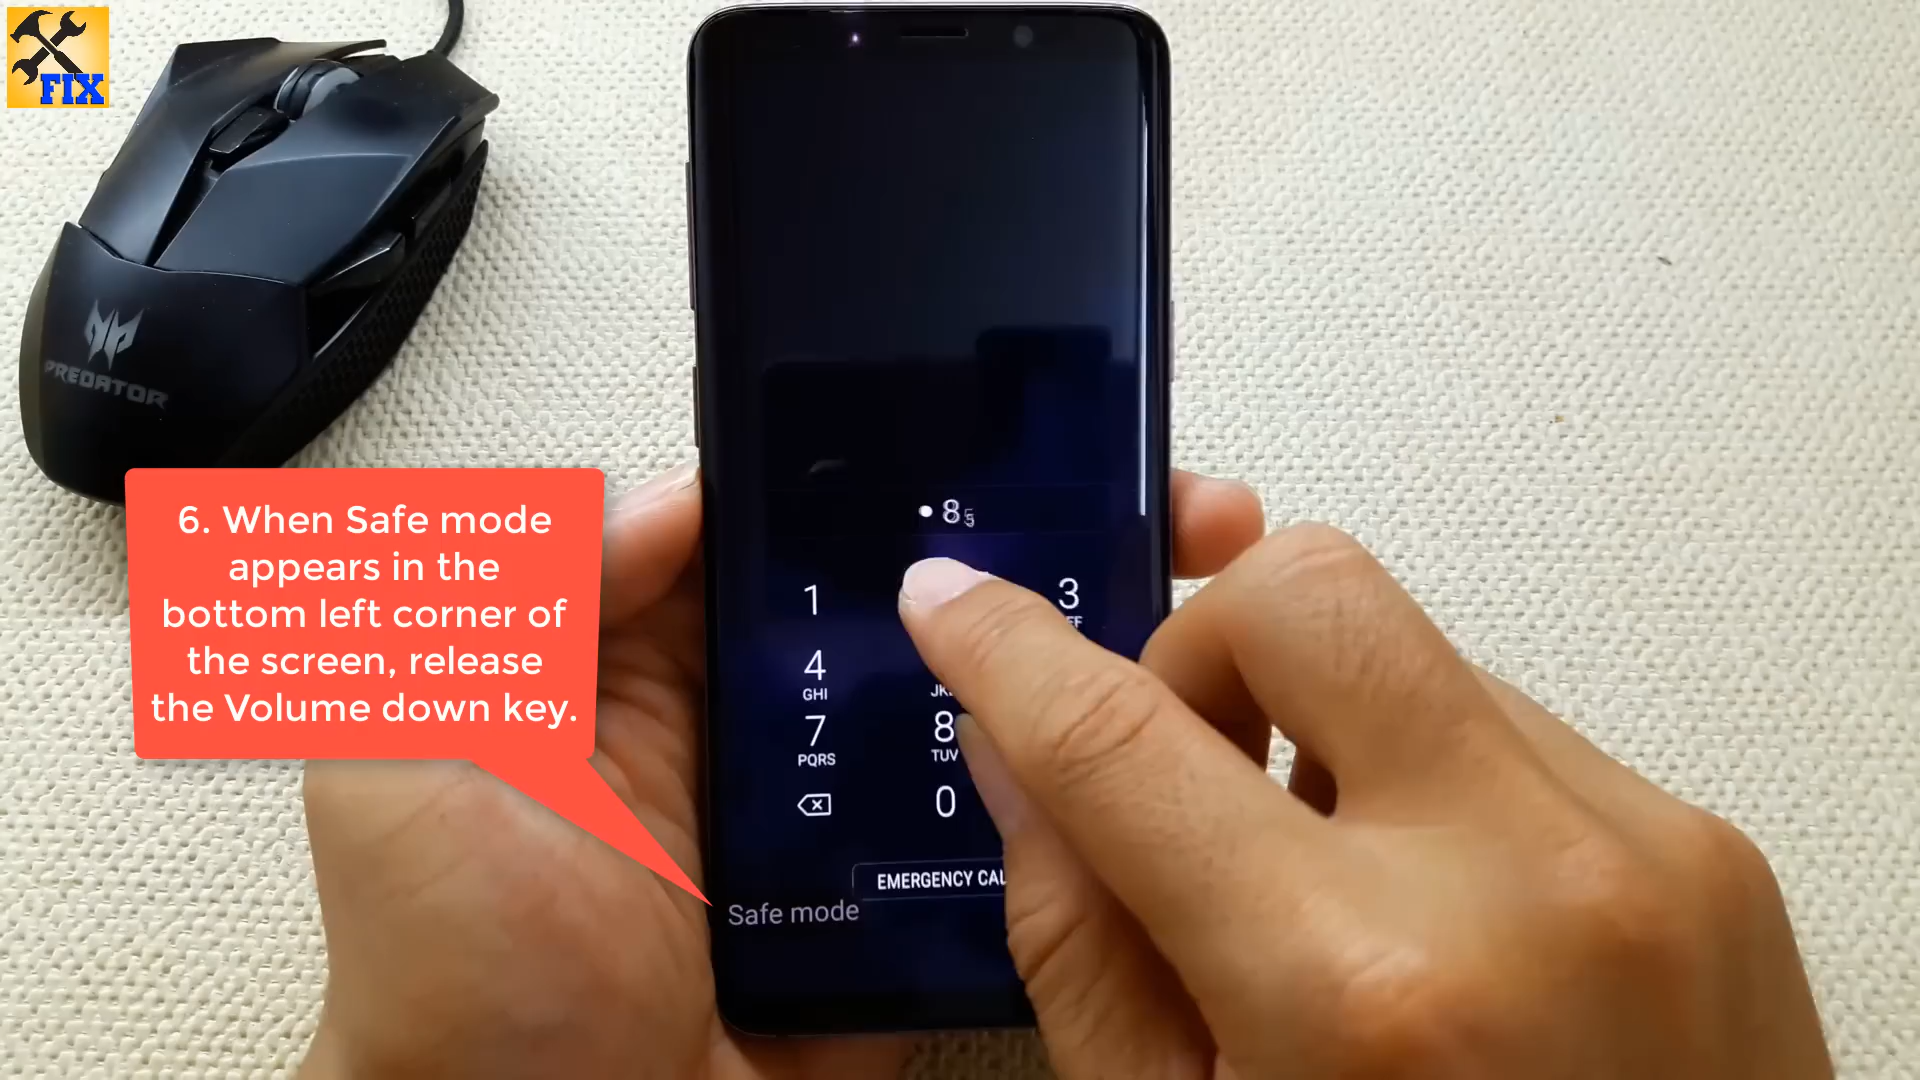 FIX
PREDATOR
6. When Safe mode
appears in the
bottom left corner of
the screen, release
the Volume down key.
• 8
1
3
4
GHI
7
PQRS
8
TUV
0
EMERGENCY CAL
Safe mode